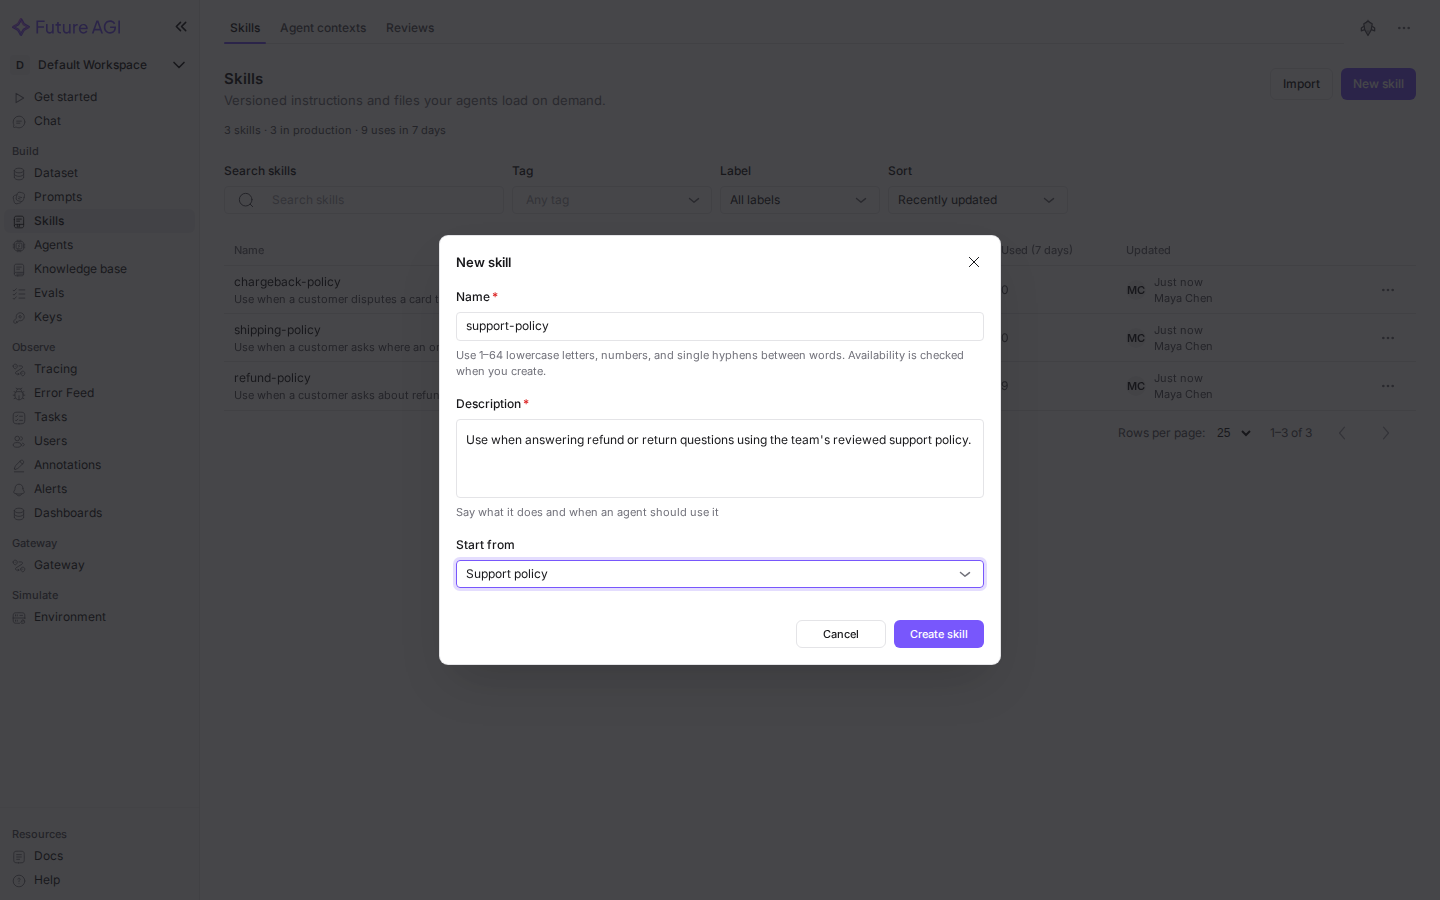 Future AGI
D Default Workspace
Get started
Chat
Build
Dataset
Prompts
Skills
Agents
Knowledge base
Evals
Keys
Observe
Tracing
Error Feed
Tasks
Users
Annotations
Alerts
Dashboards
Gateway
Gateway
Simulate
Environment
Resources
Docs
Help
Skills Agent contexts Reviews
Skills
Versioned instructions and files your agents load on demand.
Import New skill
3 skills · 3 in production · 9 uses in 7 days
Search skills Tag Label Sort
Search skills Any tag All labels Recently updated
Name Used (7 days) Updated
chargeback-policy
Use when a customer disputes a card t
0 MC Just now
Maya Chen
shipping-policy
Use when a customer asks where an or
0 MC Just now
Maya Chen
refund-policy
Use when a customer asks about refun
9 MC Just now
Maya Chen
Rows per page: 25 1–3 of 3
New skill
Name *
support-policy
Use 1–64 lowercase letters, numbers, and single hyphens between words. Availability is checked
when you create.
Description *
Use when answering refund or return questions using the team's reviewed support policy.
Say what it does and when an agent should use it
Start from
Support policy
Cancel Create skill